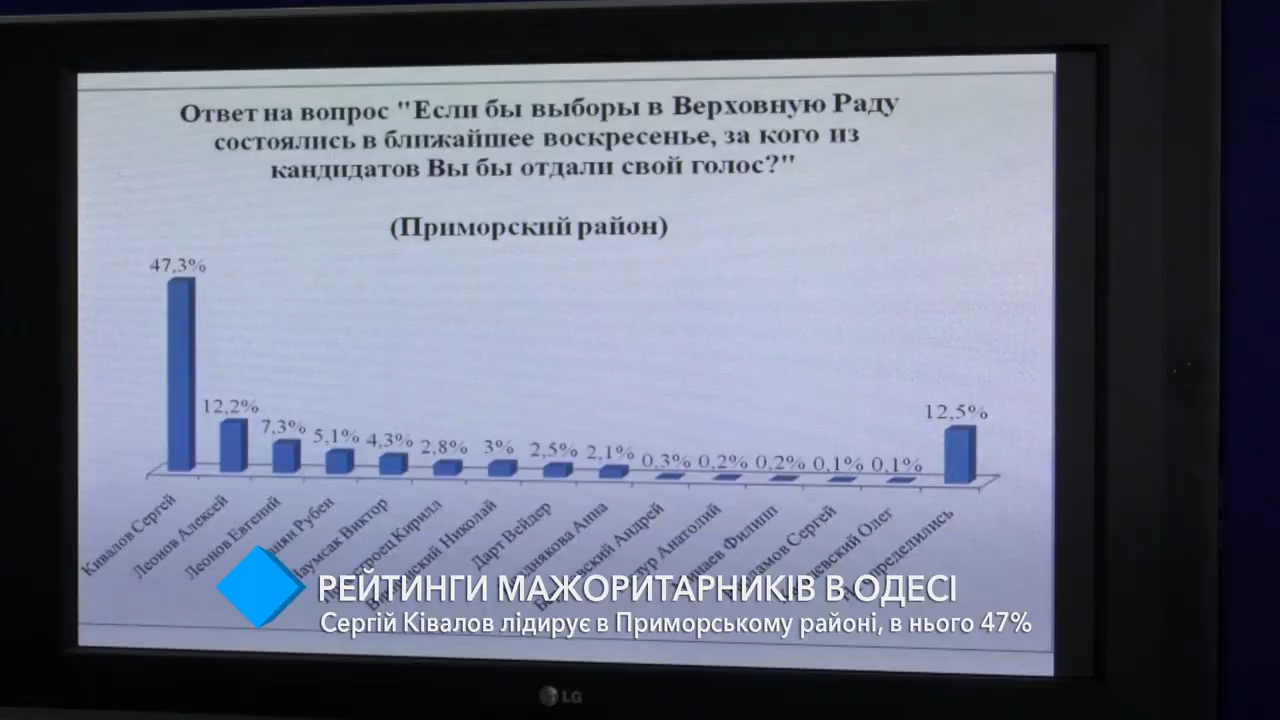 Ответ на вопрос "Если бы выборы в Верховную Раду
состоялись в ближайшее воскресенье, за кого из
кандидатов Вы бы отдали свой голос?"
(Приморский район)
47,3%
12,2%
7,3%
5,1%
4,3%
2,8%
3%
2,5%
2,1%
0,3%
0,2%
0,2%
0,1%
0,1%
12,5%
Кивалов Сергей
Леонов Алексей
Леонов Евгений
Рубен
Виктор
Кирилл
Николай
Дарт Вейдер
Анна
Андрей
Анатолий
Филипп
Сергей
Олег
РЕЙТИНГИ МАЖОРИТАРНИКІВ В ОДЕСІ
Сергій Ківалов лідирує в Приморському районі, в нього 47%
LG